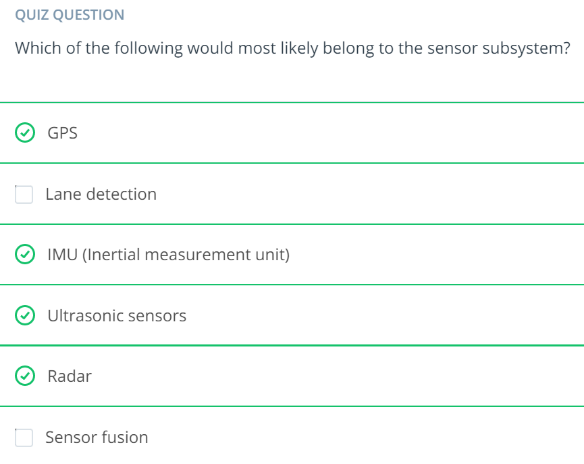 QUIZ QUESTION
Which of the following would most likely belong to the sensor subsystem?
GPS
Lane detection
IMU (Inertial measurement unit)
Ultrasonic sensors
Radar
Sensor fusion